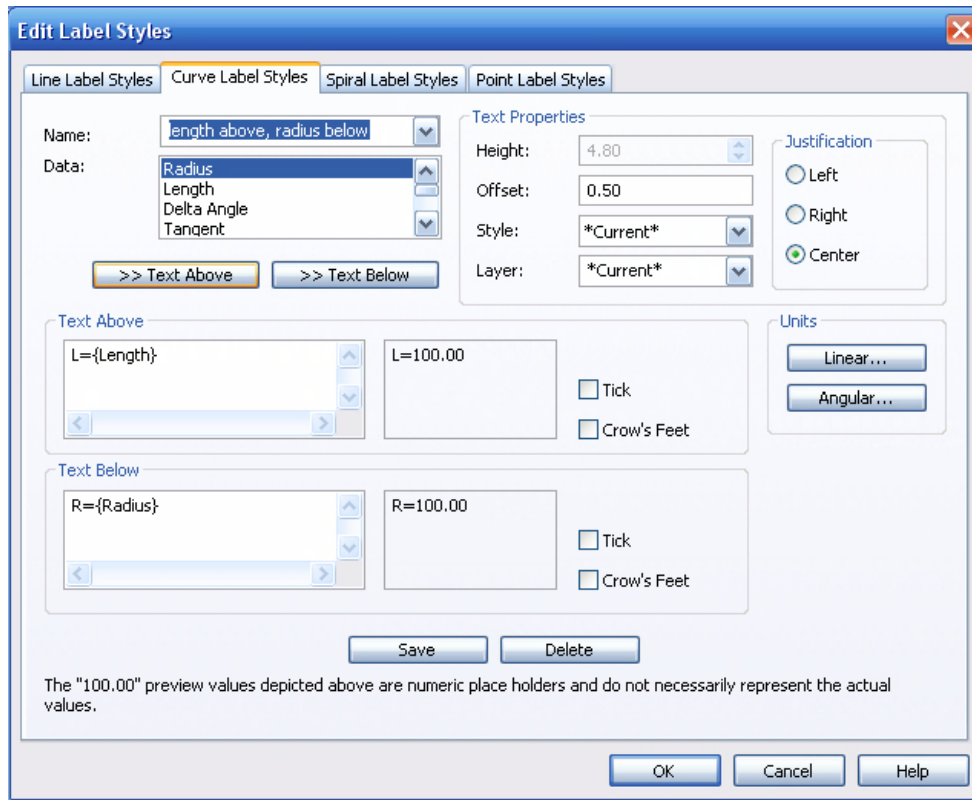 Edit Label Styles
Line Label Styles
Curve Label Styles
Spiral Label Styles
Point Label Styles
Name:
length above, radius below
Data:
Radius
Length
Delta Angle
Tangent
>> Text Above
>> Text Below
Text Properties
Height:
4.80
Offset:
0.50
Style:
*Current*
Layer:
*Current*
Justification
Left
Right
Center
Text Above
L={Length}
L=100.00
Tick
Crow's Feet
Units
Linear...
Angular...
Text Below
R={Radius}
R=100.00
Tick
Crow's Feet
Save
Delete
The "100.00" preview values depicted above are numeric place holders and do not necessarily represent the actual
values.
OK
Cancel
Help